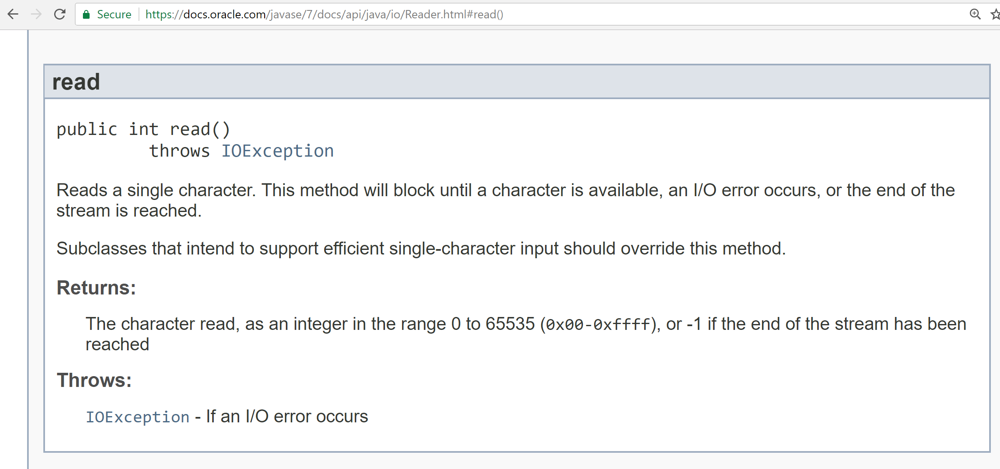 Secure https://docs.oracle.com/javase/7/docs/api/java/io/Reader.html#read()
read
public int read()
throws IOException
Reads a single character. This method will block until a character is available, an I/O error occurs, or the end of the
stream is reached.
Subclasses that intend to support efficient single-character input should override this method.
Returns:
The character read, as an integer in the range 0 to 65535 (0x00-0xffff), or -1 if the end of the stream has been
reached
Throws:
IOException - If an I/O error occurs